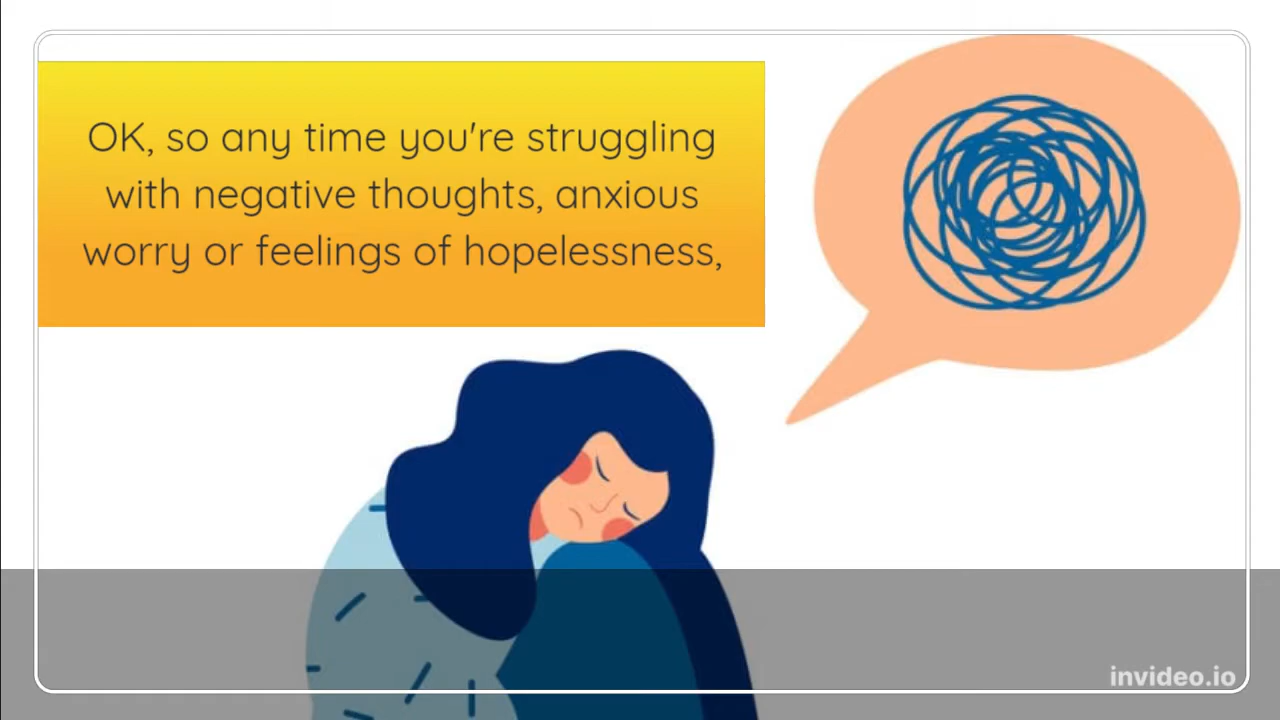 OK, so any time you're struggling
with negative thoughts, anxious
worry or feelings of hopelessness,
invideo.io